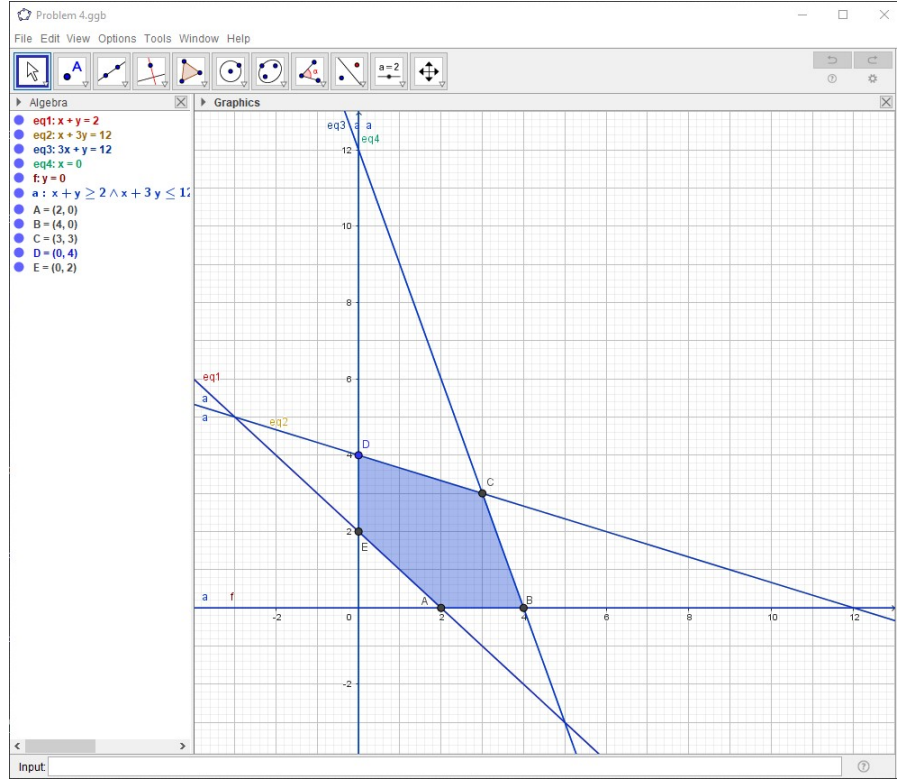 Problem 4.ggb
File Edit View Options Tools Window Help
A α a = 2
Algebra
Graphics
eq1: x + y = 2
eq2: x + 3y = 12
eq3: 3x + y = 12
eq4: x = 0
f: y = 0
a : x + y ≥ 2 ∧ x + 3 y ≤ 12
A = (2, 0)
B = (4, 0)
C = (3, 3)
D = (0, 4)
E = (0, 2)
eq3 a a
eq4
12
10
8
6
eq1
a
a
eq2
D
4
C
2
E
a f
A
B
-2 0 2 4 6 8 10 12
-2
Input: